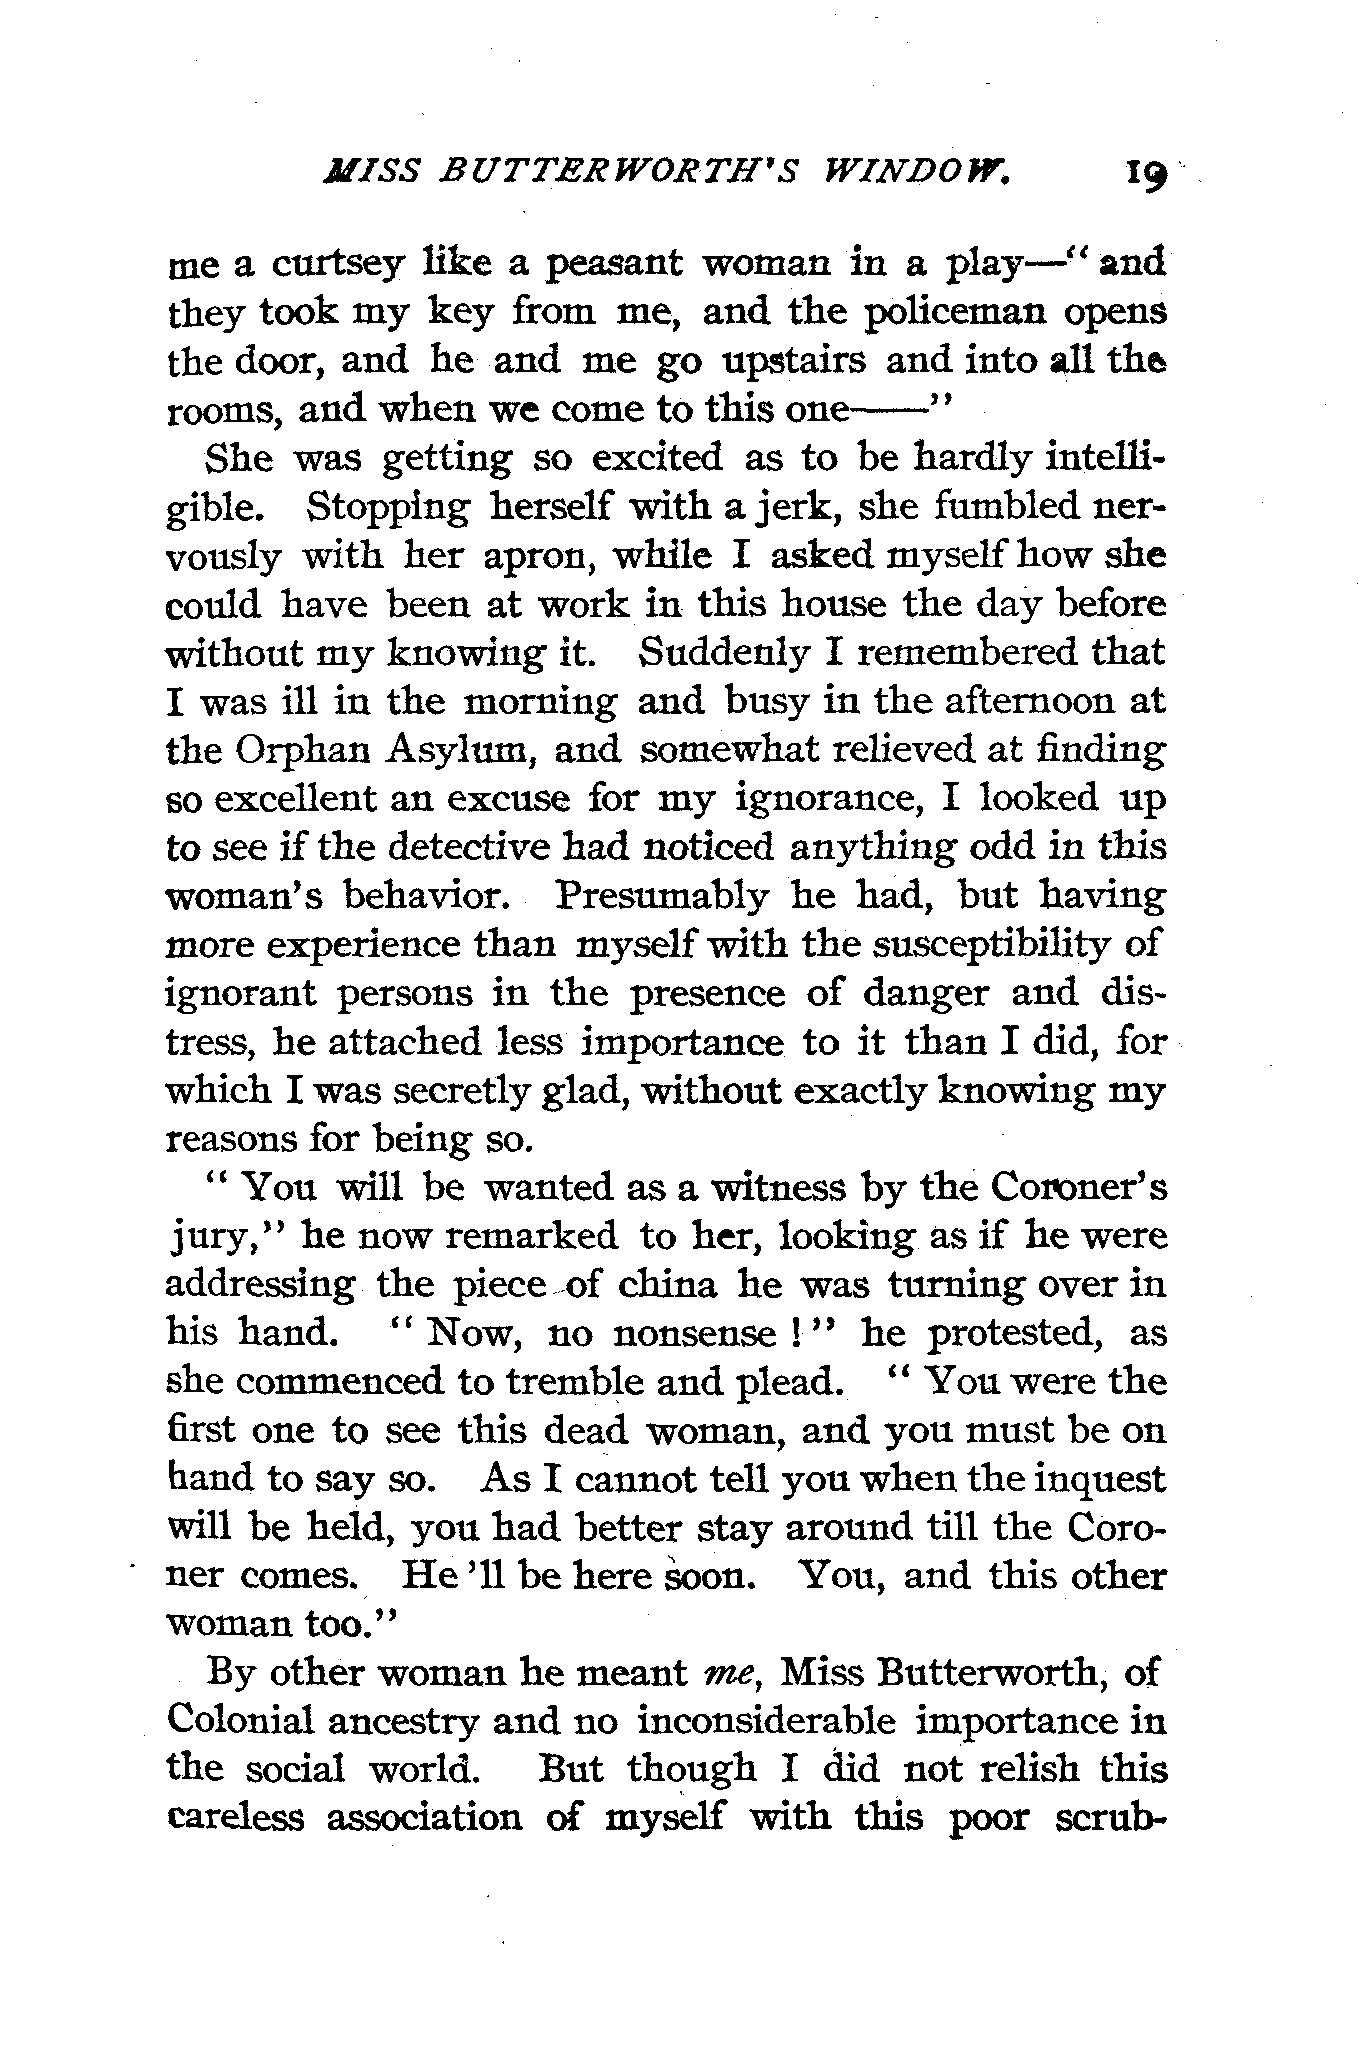 MISS BUTTERWORTH'S WINDOW. 19
me a curtsey like a peasant woman in a play—" and
they took my key from me, and the policeman opens
the door, and he and me go upstairs and into all the
rooms, and when we come to this one——"
She was getting so excited as to be hardly intelli-
gible. Stopping herself with a jerk, she fumbled ner-
vously with her apron, while I asked myself how she
could have been at work in this house the day before
without my knowing it. Suddenly I remembered that
I was ill in the morning and busy in the afternoon at
the Orphan Asylum, and somewhat relieved at finding
so excellent an excuse for my ignorance, I looked up
to see if the detective had noticed anything odd in this
woman's behavior. Presumably he had, but having
more experience than myself with the susceptibility of
ignorant persons in the presence of danger and dis-
tress, he attached less importance to it than I did, for
which I was secretly glad, without exactly knowing my
reasons for being so.
" You will be wanted as a witness by the Coroner's
jury," he now remarked to her, looking as if he were
addressing the piece of china he was turning over in
his hand. " Now, no nonsense ! " he protested, as
she commenced to tremble and plead. " You were the
first one to see this dead woman, and you must be on
hand to say so. As I cannot tell you when the inquest
will be held, you had better stay around till the Coro-
ner comes. He 'll be here soon. You, and this other
woman too."
By other woman he meant me, Miss Butterworth, of
Colonial ancestry and no inconsiderable importance in
the social world. But though I did not relish this
careless association of myself with this poor scrub-